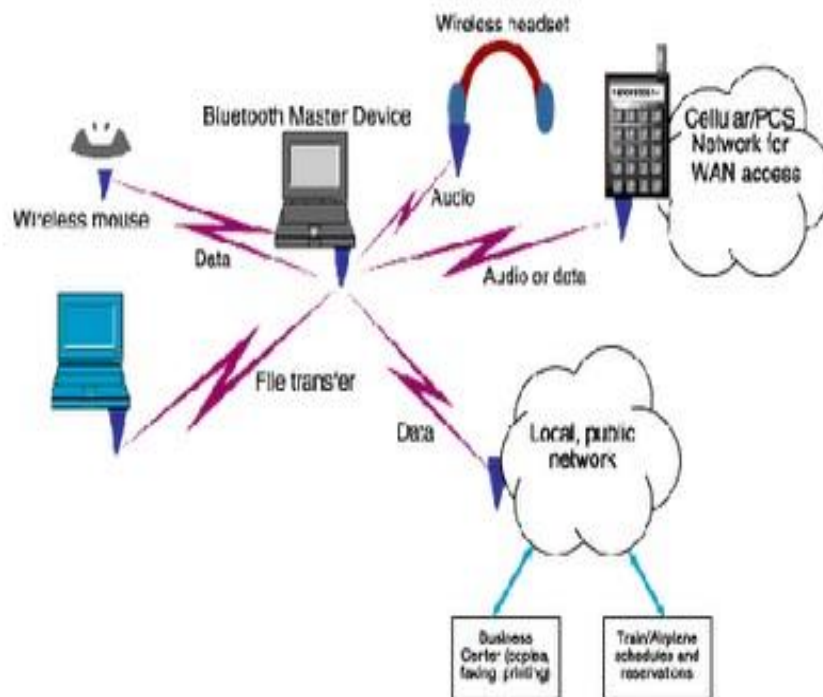 Wireless headset
Bluetooth Master Device
Cellular/PCS
Network for
WAN access
Wireless mouse
Audio
Data
Audio or data
File transfer
Data
Local, public
network
Business
Center (copies,
faxing, printing)
Train/Airplane
schedules and
reservations